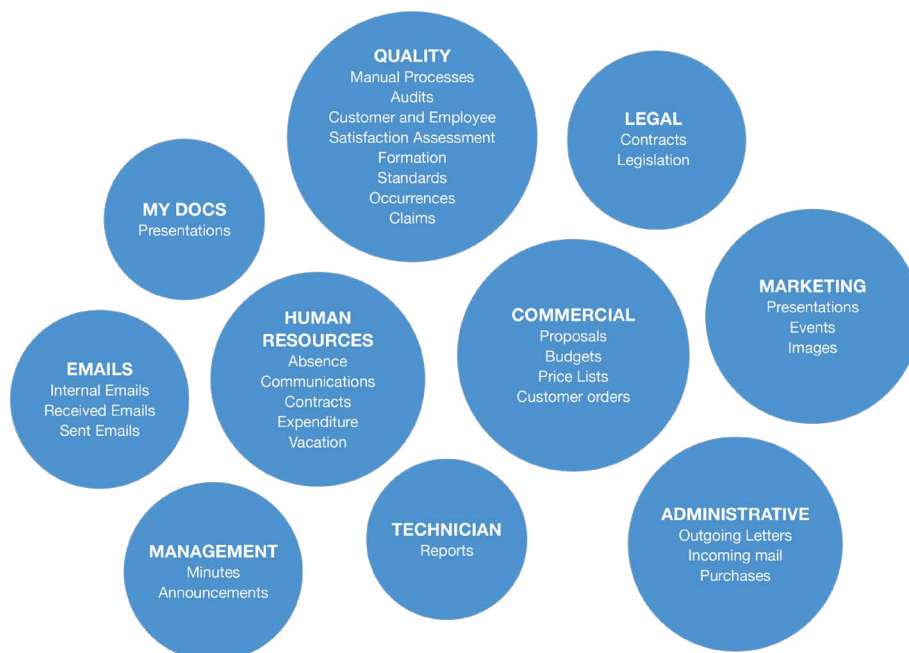 QUALITY
Manual Processes
Audits
Customer and Employee
Satisfaction Assessment
Formation
Standards
Occurrences
Claims
LEGAL
Contracts
Legislation
MY DOCS
Presentations
HUMAN
RESOURCES
Absence
Communications
Contracts
Expenditure
Vacation
COMMERCIAL
Proposals
Budgets
Price Lists
Customer orders
MARKETING
Presentations
Events
Images
EMAILS
Internal Emails
Received Emails
Sent Emails
MANAGEMENT
Minutes
Announcements
TECHNICIAN
Reports
ADMINISTRATIVE
Outgoing Letters
Incoming mail
Purchases